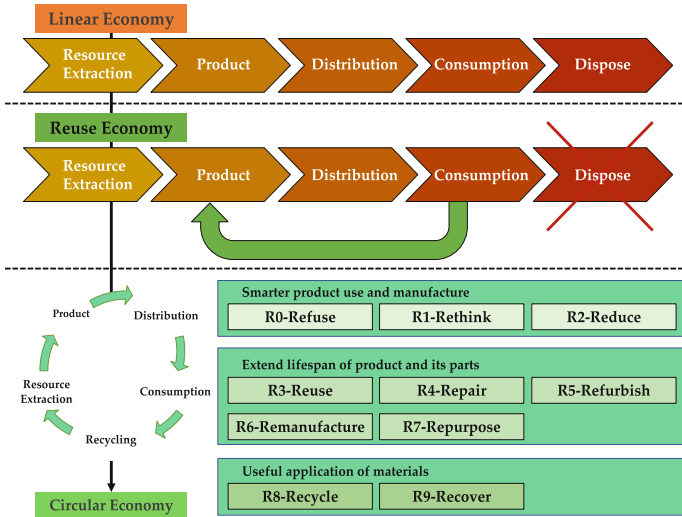 Linear Economy
Resource
Extraction
Product
Distribution
Consumption
Dispose
Reuse Economy
Resource
Extraction
Product
Distribution
Consumption
Dispose
Product
Distribution
Resource
Extraction
Consumption
Recycling
Circular Economy
Smarter product use and manufacture
R0-Refuse
R1-Rethink
R2-Reduce
Extend lifespan of product and its parts
R3-Reuse
R4-Repair
R5-Refurbish
R6-Remanufacture
R7-Repurpose
Useful application of materials
R8-Recycle
R9-Recover